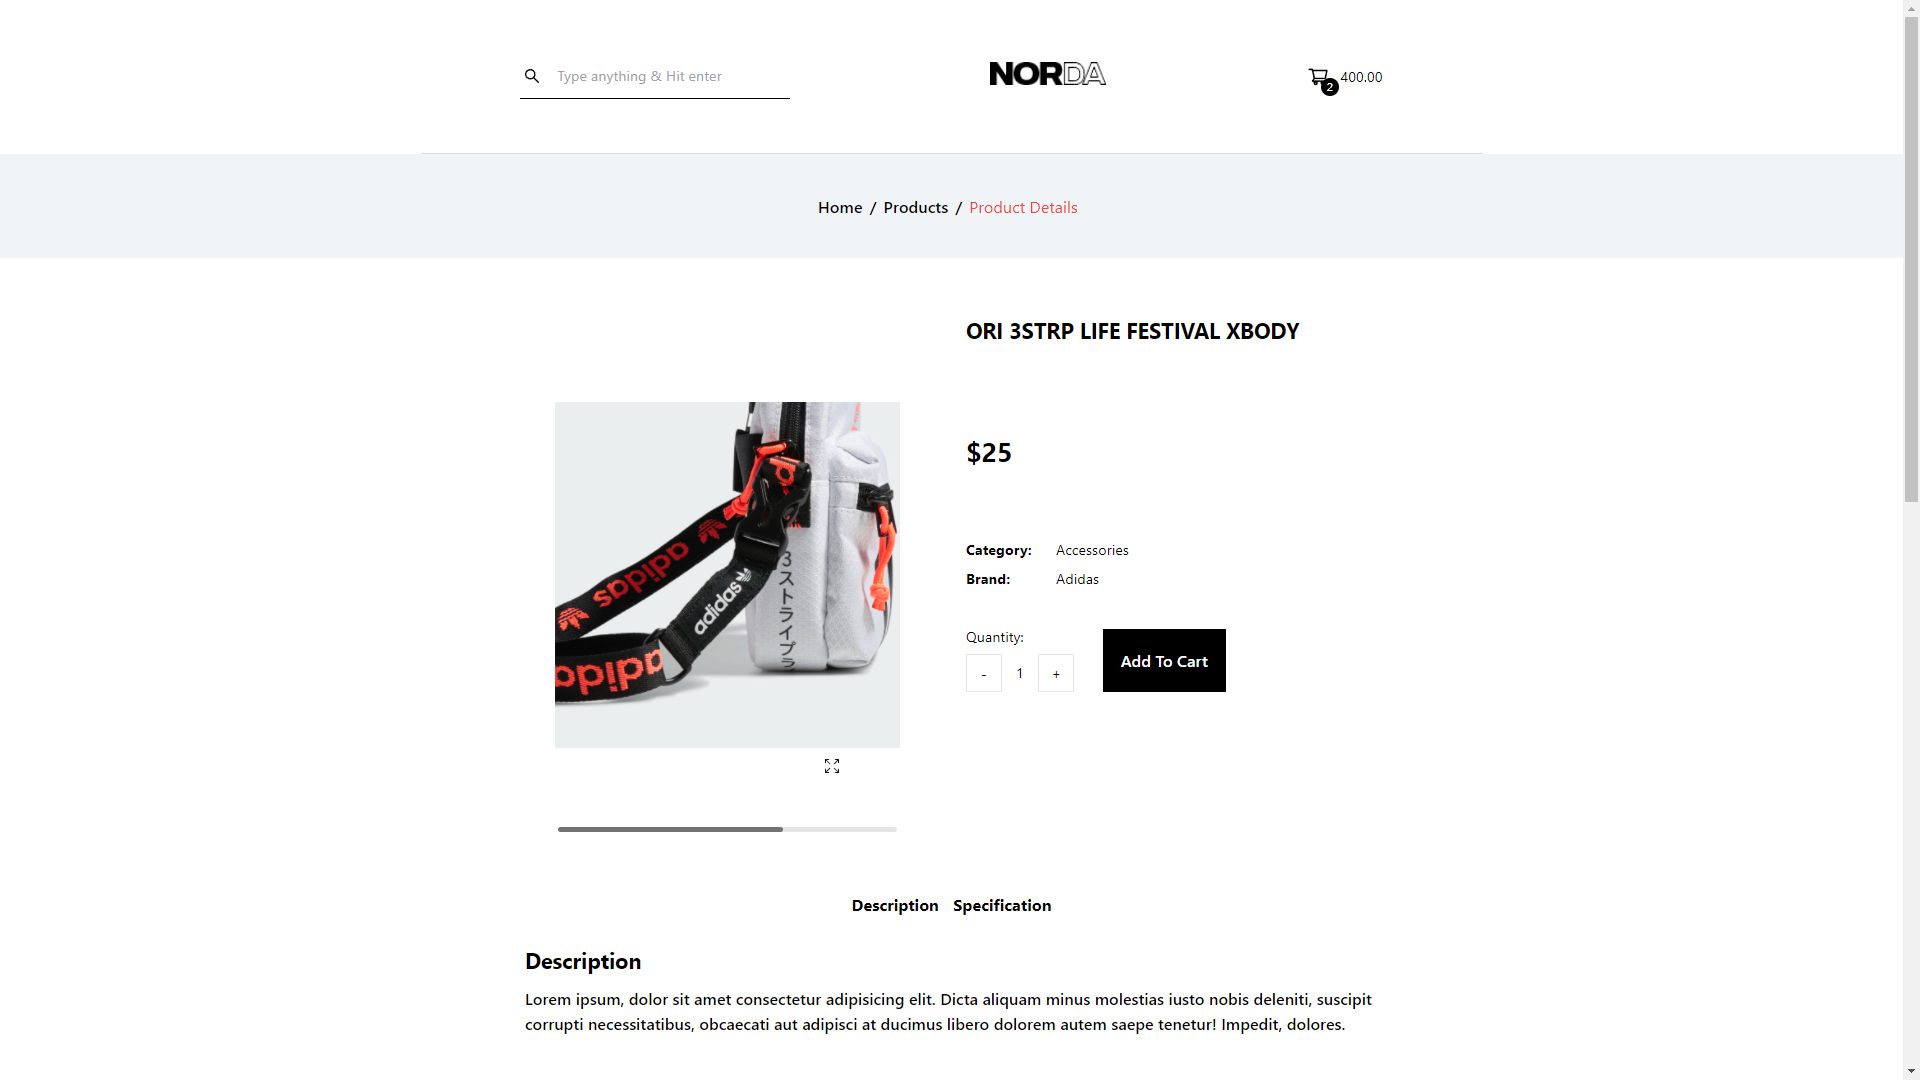 Type anything & Hit enter
NORDA
2
400.00
Home / Products / Product Details
ORI 3STRP LIFE FESTIVAL XBODY
$25
adidas
adidas
adidas
3ストライプ
Category: Accessories
Brand: Adidas
Quantity:
- 1 +
Add To Cart
Description Specification
Description
Lorem ipsum, dolor sit amet consectetur adipisicing elit. Dicta aliquam minus molestias iusto nobis deleniti, suscipit
corrupti necessitatibus, obcaecati aut adipisci at ducimus libero dolorem autem saepe tenetur! Impedit, dolores.